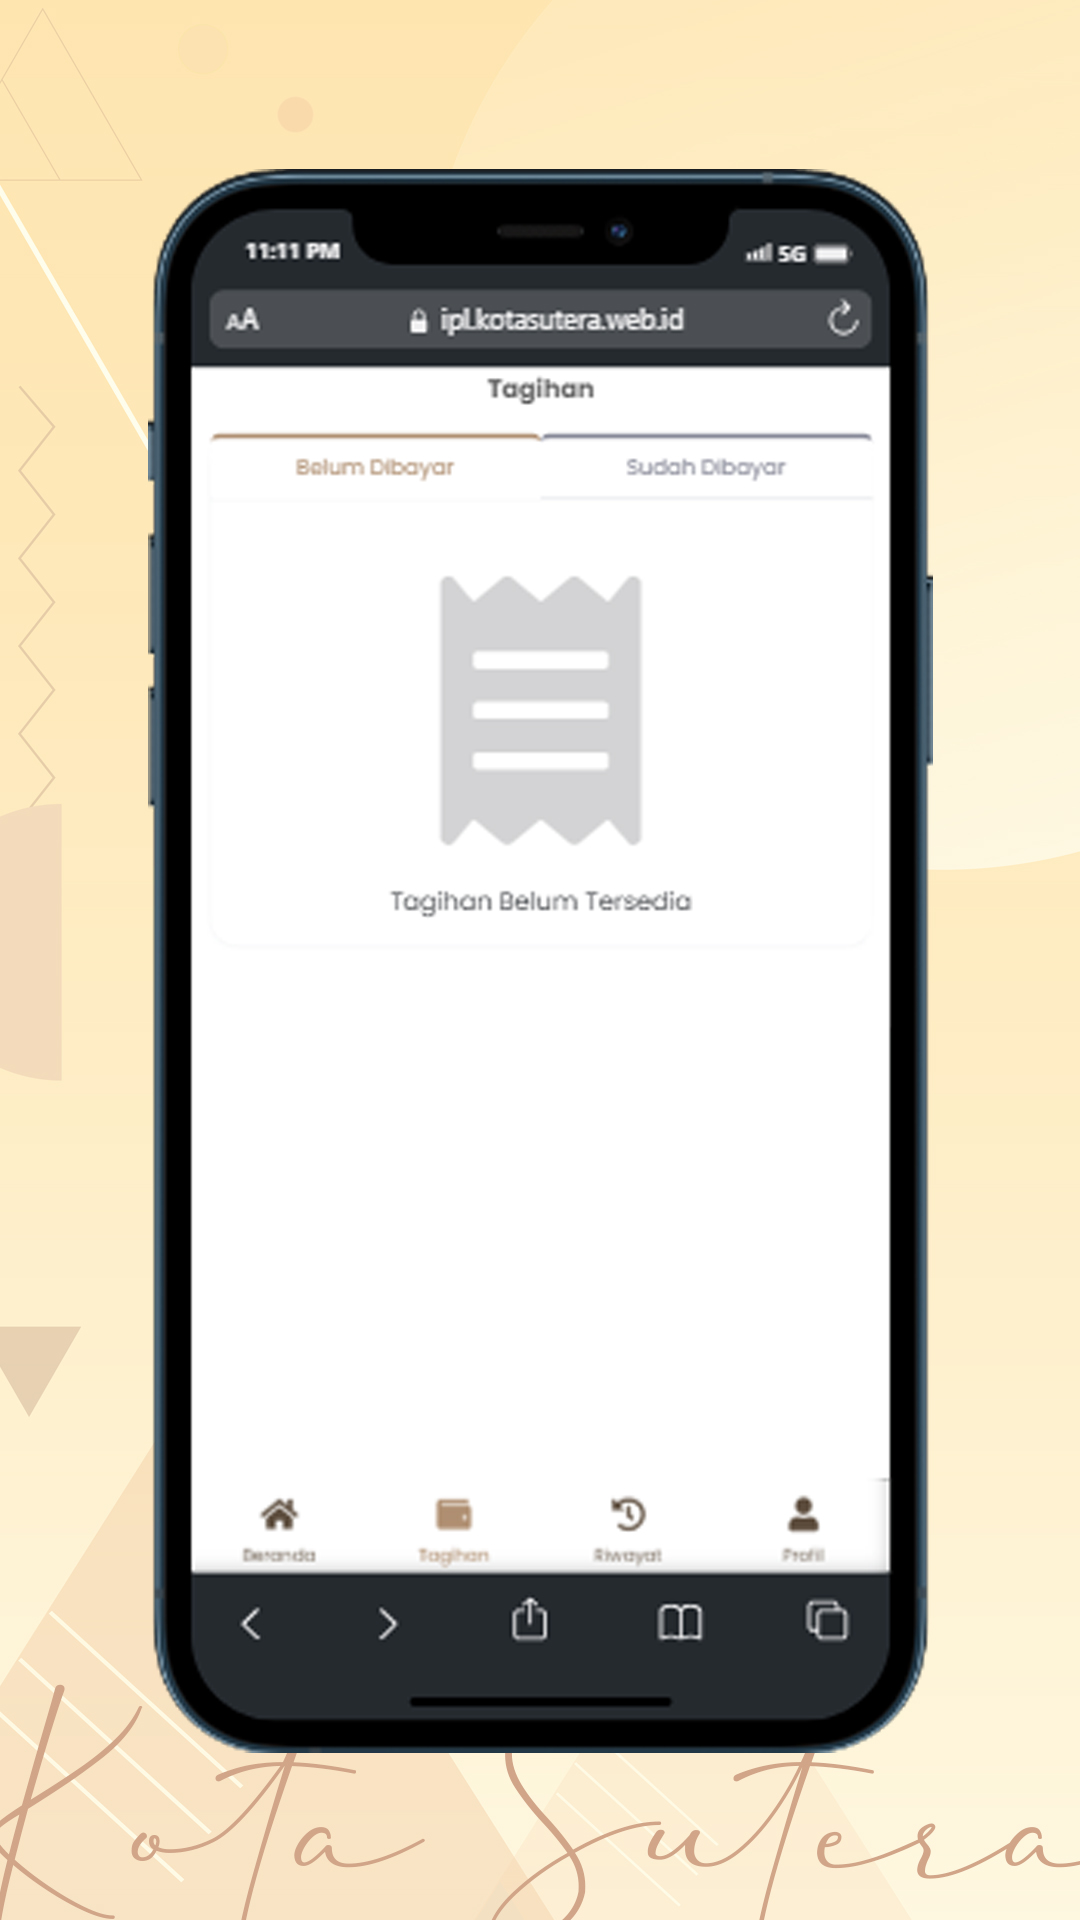 11:11 PM
5G
AA
ipl.kotasutera.web.id
Tagihan
Belum Dibayar
Sudah Dibayar
Tagihan Belum Tersedia
Beranda
Tagihan
Riwayat
Profil
Kota Sutera